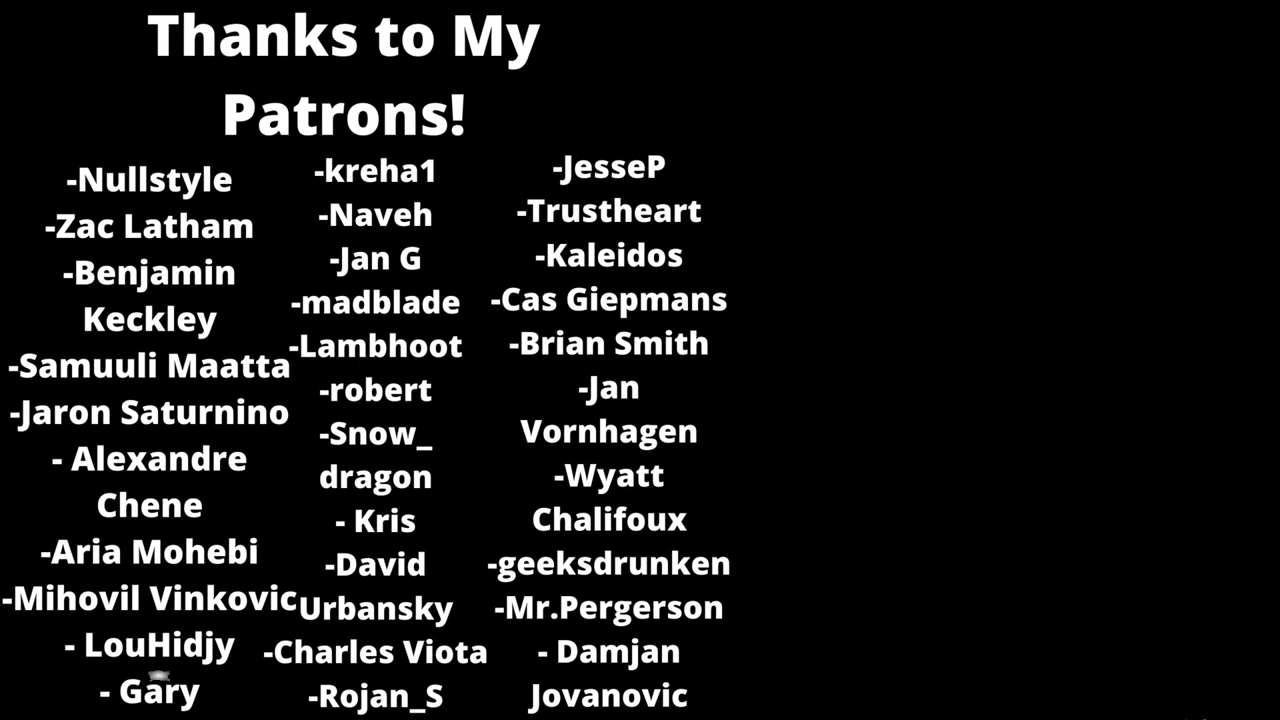 Thanks to My
Patrons!
-Nullstyle
-Zac Latham
-Benjamin
Keckley
-Samuuli Maatta
-Jaron Saturnino
- Alexandre
Chene
-Aria Mohebi
-Mihovil Vinkovic
- LouHidjy
- Gary
-kreha1
-Naveh
-Jan G
-madblade
-Lambhoot
-robert
-Snow_
dragon
- Kris
-David
Urbansky
-Charles Viota
-Rojan_S
-JesseP
-Trustheart
-Kaleidos
-Cas Giepmans
-Brian Smith
-Jan
Vornhagen
-Wyatt
Chalifoux
-geeksdrunken
-Mr.Pergerson
- Damjan
Jovanovic